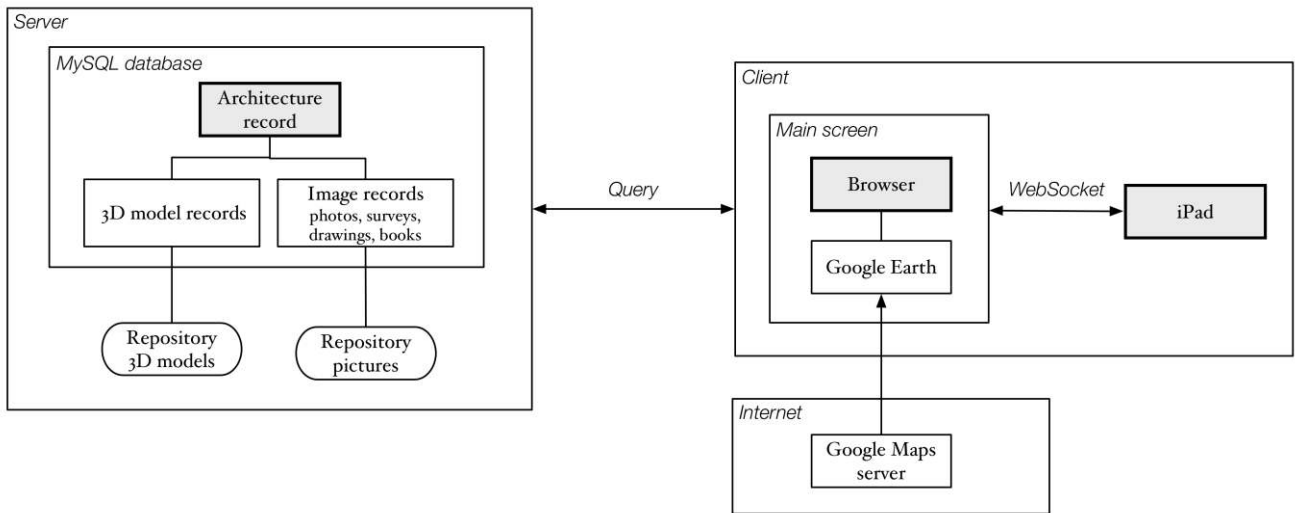 Server
MySQL database
Architecture
record
3D model records
Image records
photos, surveys,
drawings, books
Repository
3D models
Repository
pictures
Query
Client
Main screen
Browser
Google Earth
WebSocket
iPad
Internet
Google Maps
server